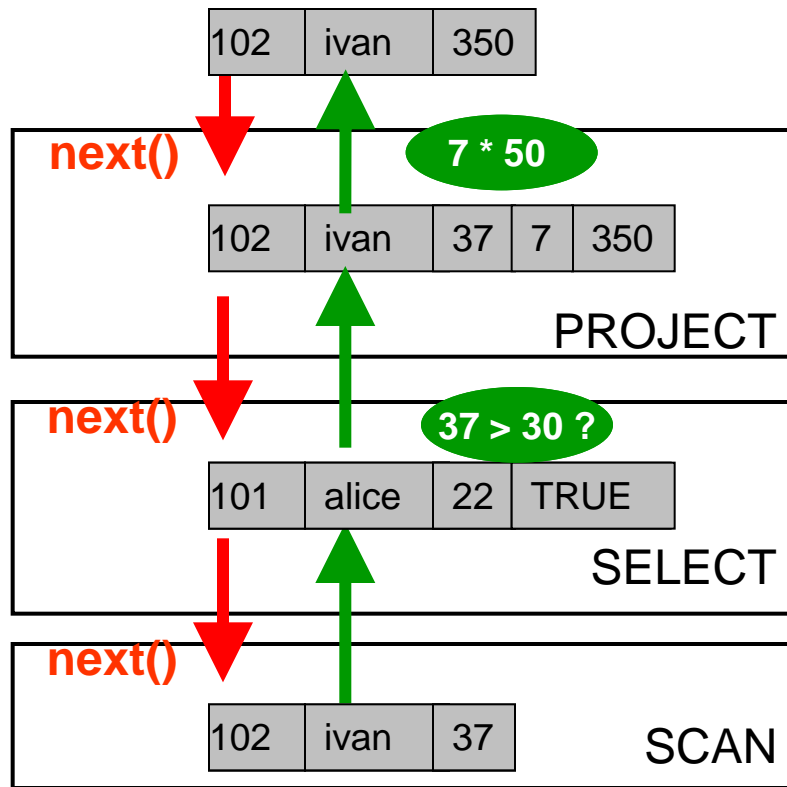 102 ivan 350
next() 7 * 50
102 ivan 37 7 350
PROJECT
next() 37 > 30 ?
101 alice 22 TRUE
SELECT
next()
102 ivan 37
SCAN